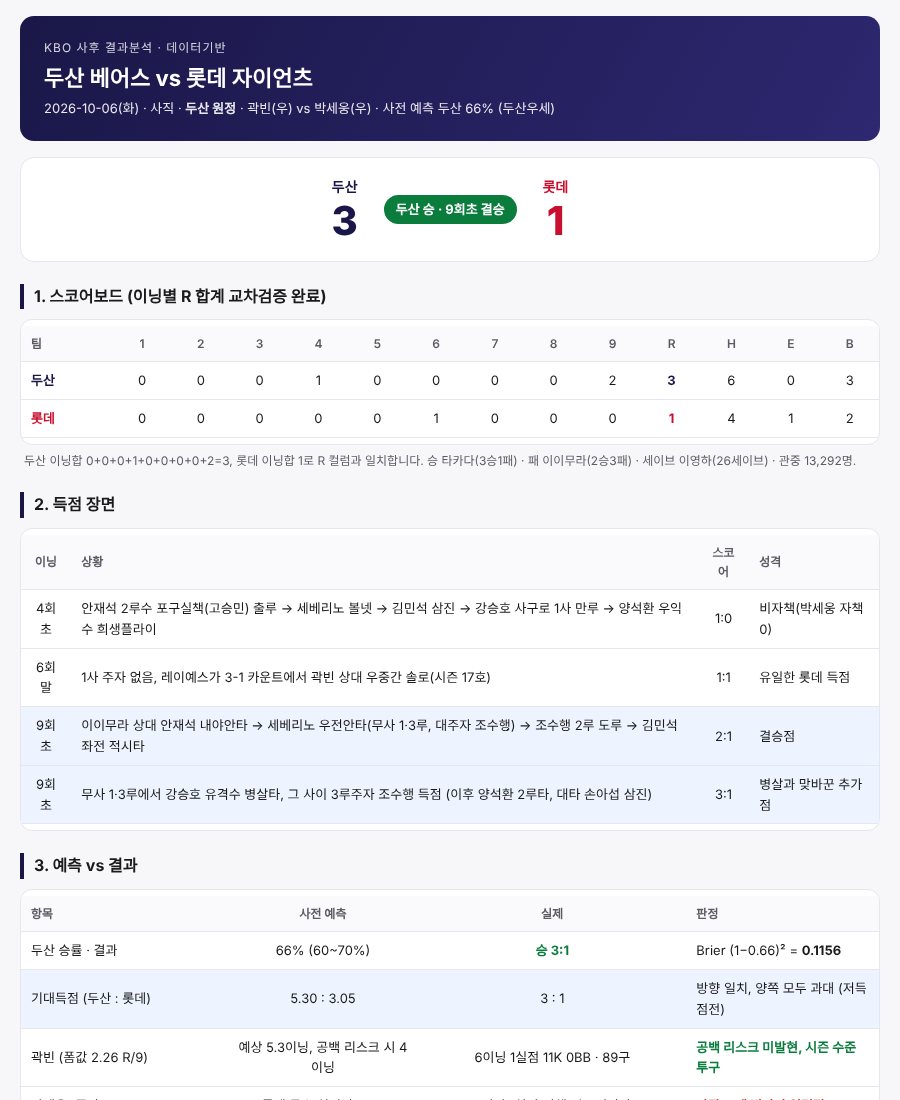 KBO 사후 결과분석 · 데이터기반
두산 베어스 vs 롯데 자이언츠
2026-10-06(화) · 사직 · 두산 원정 · 곽빈(우) vs 박세웅(우) · 사전 예측 두산 66% (두산우세)
두산
3
두산 승 · 9회초 결승
롯데
1
1. 스코어보드 (이닝별 R 합계 교차검증 완료)
팀 1 2 3 4 5 6 7 8 9 R H E B
두산 0 0 0 1 0 0 0 0 2 3 6 0 3
롯데 0 0 0 0 0 1 0 0 0 1 4 1 2
두산 이닝합 0+0+0+1+0+0+0+0+2=3, 롯데 이닝합 1로 R 컬럼과 일치합니다. 승 타카다(3승1패) · 패 이이무라(2승3패) · 세이브 이영하(26세이브) · 관중 13,292명.
2. 득점 장면
이닝 상황 스코어 성격
4회초 안재석 2루수 포구실책(고승민) 출루 → 세베리노 볼넷 → 김민석 삼진 → 강승호 사구로 1사 만루 → 양석환 우익수 희생플라이 1:0 비자책(박세웅 자책 0)
6회말 1사 주자 없음, 레이예스가 3-1 카운트에서 곽빈 상대 우중간 솔로(시즌 17호) 1:1 유일한 롯데 득점
9회초 이이무라 상대 안재석 내야안타 → 세베리노 우전안타(무사 1·3루, 대주자 조수행) → 조수행 2루 도루 → 김민석 좌전 적시타 2:1 결승점
9회초 무사 1·3루에서 강승호 유격수 병살타, 그 사이 3루주자 조수행 득점 (이후 양석환 2루타, 대타 손아섭 삼진) 3:1 병살과 맞바꾼 추가점
3. 예측 vs 결과
항목 사전 예측 실제 판정
두산 승률 · 결과 66% (60~70%) 승 3:1 Brier (1−0.66)² = 0.1156
기대득점 (두산 : 롯데) 5.30 : 3.05 3 : 1 방향 일치, 양쪽 모두 과대 (저득점전)
곽빈 (폼값 2.26 R/9) 예상 5.3이닝, 공백 리스크 시 4이닝 6이닝 1실점 11K 0BB · 89구 공백 리스크 미발현, 시즌 수준 투구